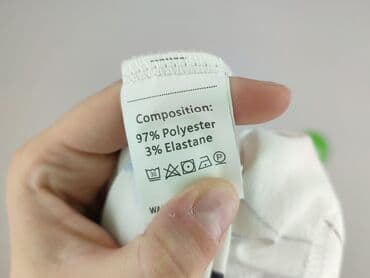 Composition:
97% Polyester
3% Elastane